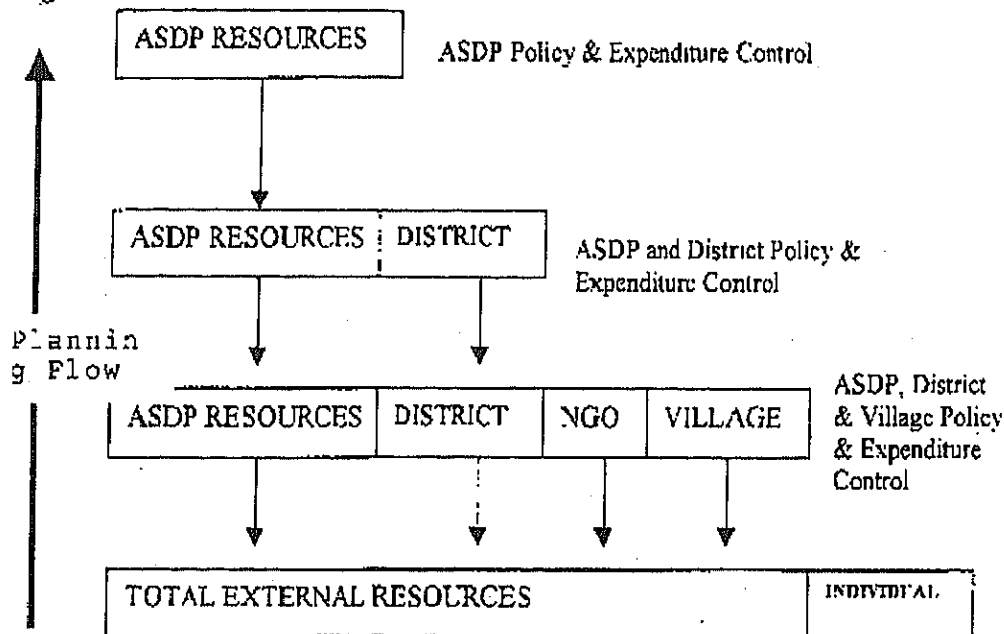 ASDP RESOURCES
ASDP Policy & Expenditure Control
ASDP RESOURCES DISTRICT
ASDP and District Policy &
Expenditure Control
Plannin
g Flow
ASDP RESOURCES DISTRICT NGO VILLAGE
ASDP, District
& Village Policy
& Expenditure
Control
TOTAL EXTERNAL RESOURCES
INDIVIDUAL